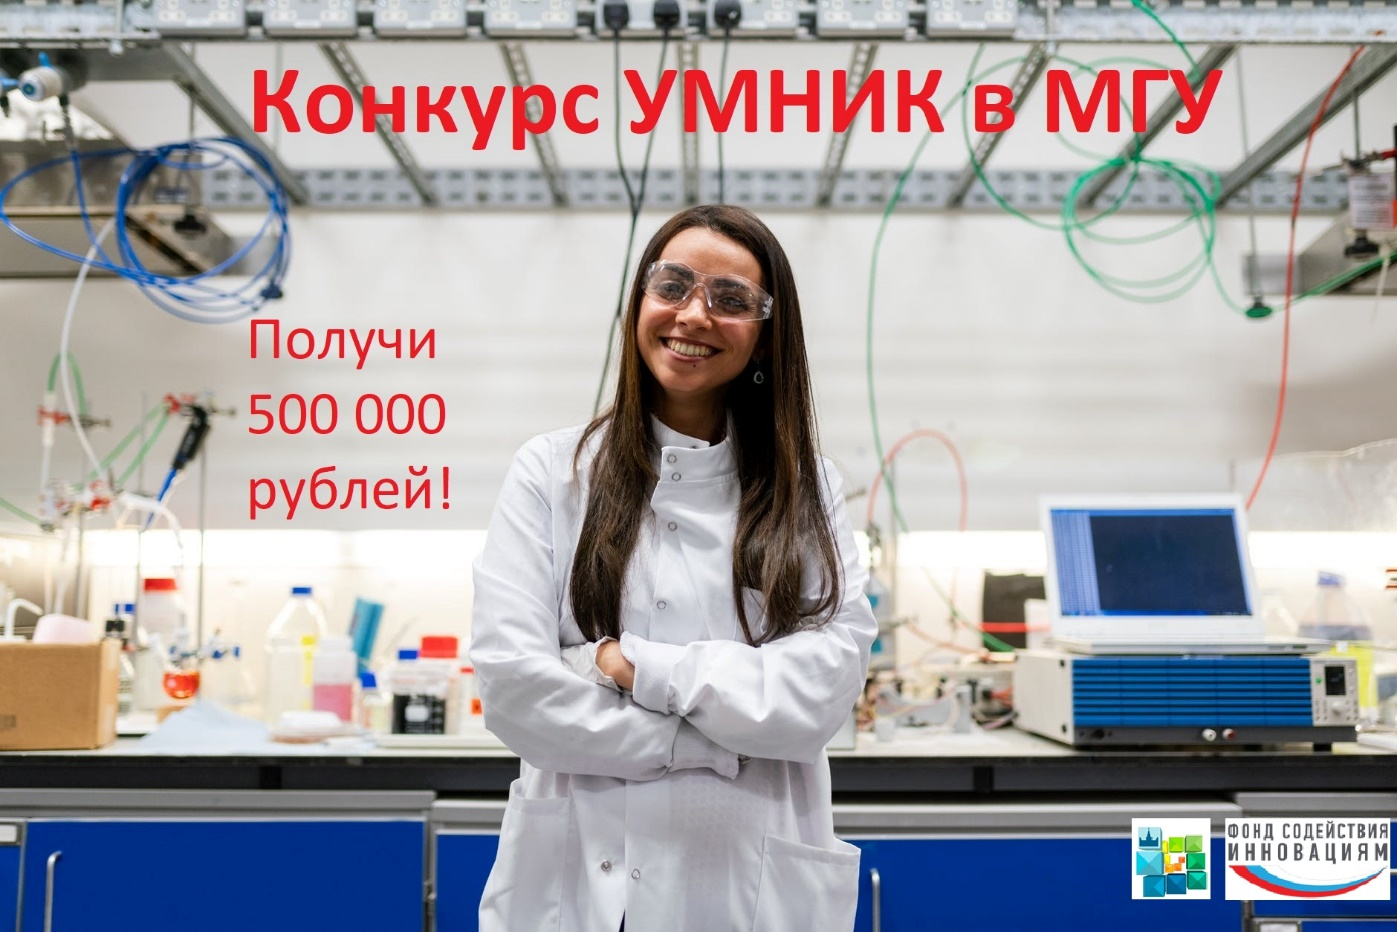 Конкурс УМНИК в МГУ
Получи
500 000
рублей!
ФОНД СОДЕЙСТВИЯ
ИННОВАЦИЯМ